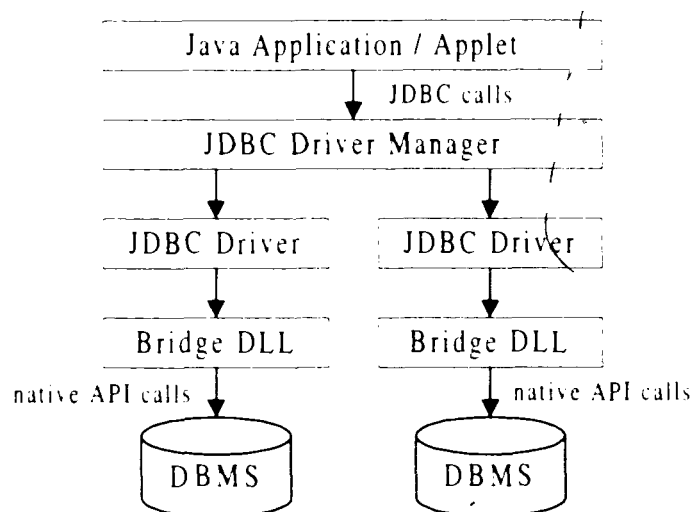 Java Application / Applet
JDBC calls
JDBC Driver Manager
JDBC Driver
JDBC Driver
Bridge DLL
Bridge DLL
native API calls
native API calls
DBMS
DBMS